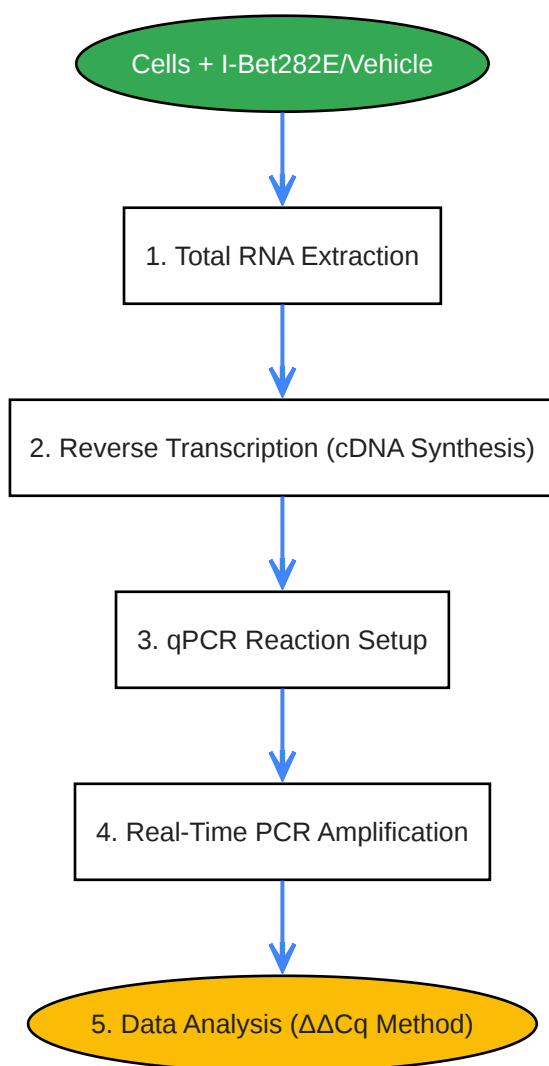 Cells + I-Bet282E/Vehicle
1. Total RNA Extraction
2. Reverse Transcription (cDNA Synthesis)
3. qPCR Reaction Setup
4. Real-Time PCR Amplification
5. Data Analysis (ΔΔCq Method)